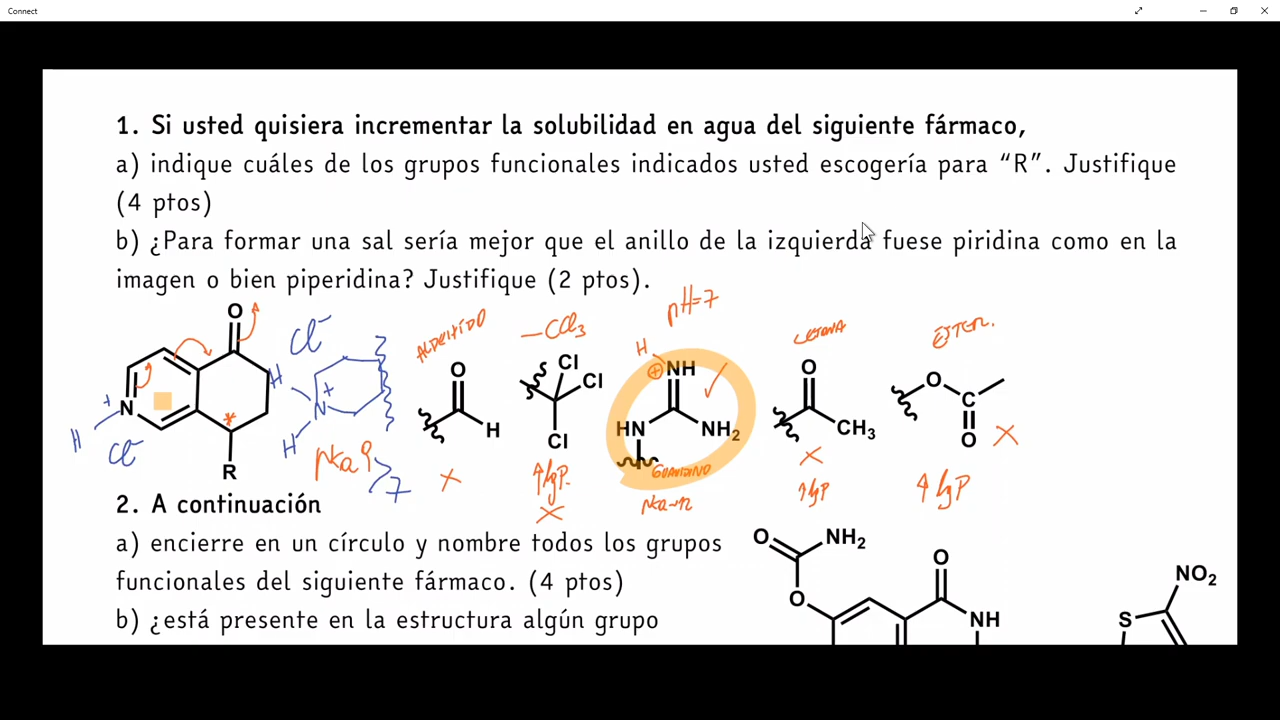 Connect
1. Si usted quisiera incrementar la solubilidad en agua del siguiente fármaco,
a) indique cuáles de los grupos funcionales indicados usted escogería para “R”. Justifique
(4 ptos)
b) ¿Para formar una sal sería mejor que el anillo de la izquierda fuese piridina como en la
imagen o bien piperidina? Justifique (2 ptos).
pH=7
ALDEHÍDO
-CCl3
CETONA
ÉSTER.
O
Cl-
H
O
Cl
Cl
Cl
H
+
NH
HN
NH2
GUANIDINO
O
CH3
O
C
O
+
N
H
Cl-
*
R
H
+
N
H
pKa 9
>7
X
↑lgP.
X
X
↑lgP
X
↑lgP
2. A continuación
a) encierre en un círculo y nombre todos los grupos
funcionales del siguiente fármaco. (4 ptos)
b) ¿está presente en la estructura algún grupo
O
NH2
O
O
NH
NO2
S